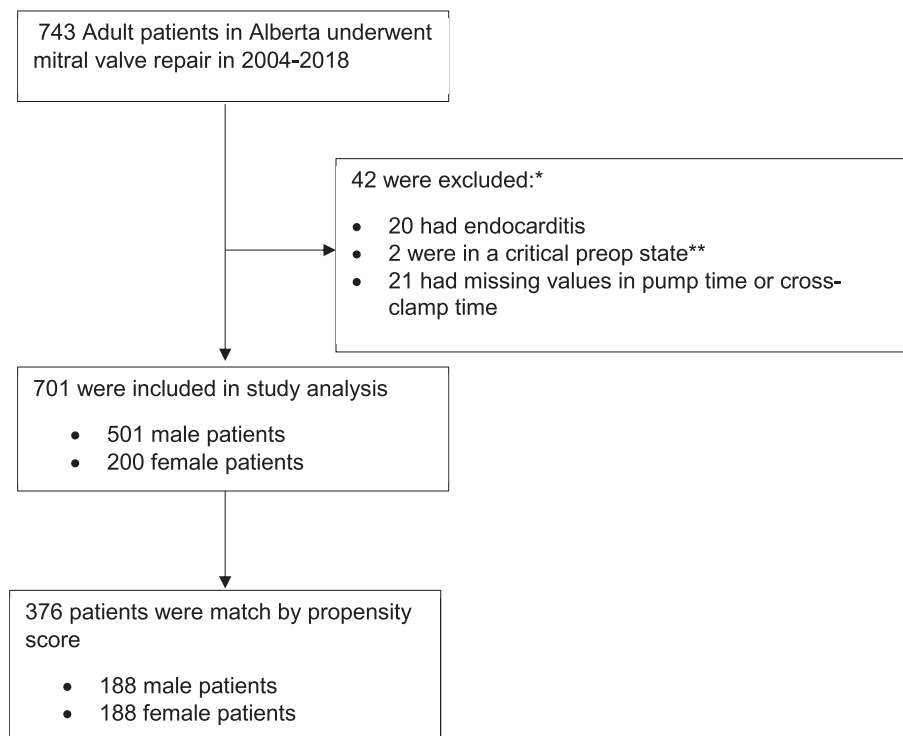 743 Adult patients in Alberta underwent
mitral valve repair in 2004-2018
42 were excluded:*
• 20 had endocarditis
• 2 were in a critical preop state**
• 21 had missing values in pump time or cross-
clamp time
701 were included in study analysis
• 501 male patients
• 200 female patients
376 patients were match by propensity
score
• 188 male patients
• 188 female patients